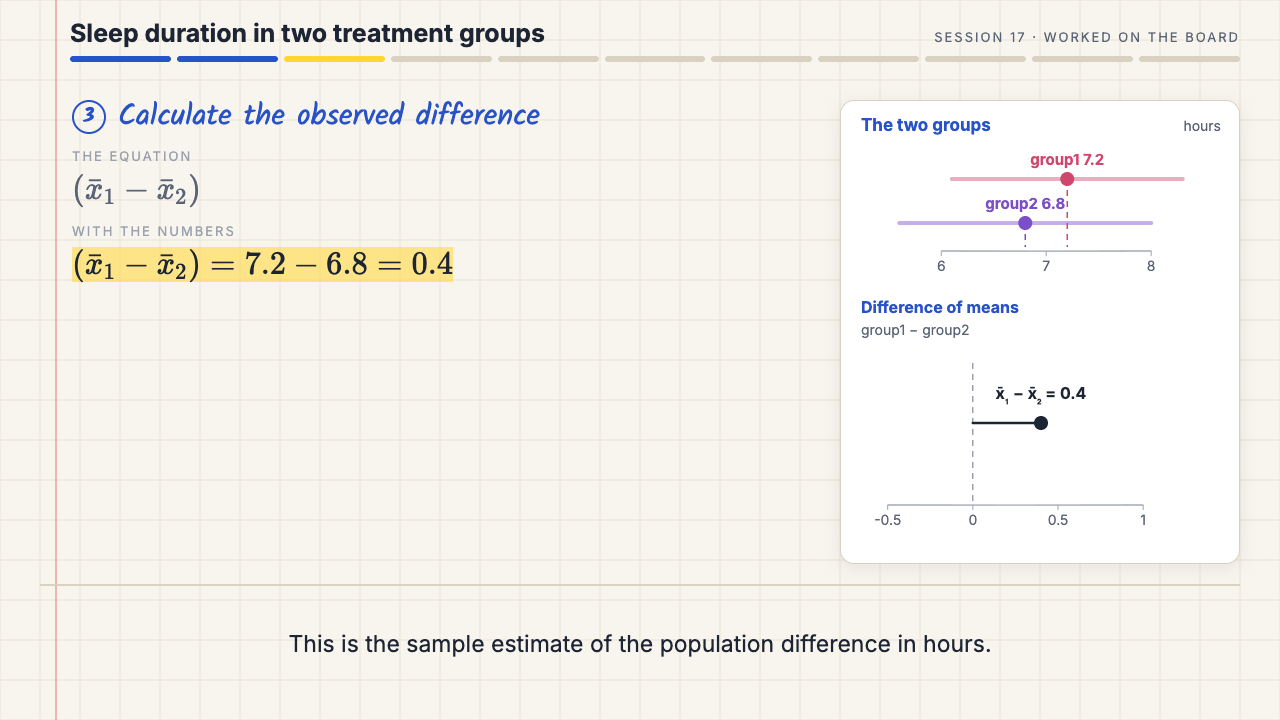 Sleep duration in two treatment groups
SESSION 17 · WORKED ON THE BOARD
3 Calculate the observed difference
THE EQUATION
(x̄₁ − x̄₂)
WITH THE NUMBERS
(x̄₁ − x̄₂) = 7.2 − 6.8 = 0.4
The two groups
hours
group1 7.2
group2 6.8
6 7 8
Difference of means
group1 − group2
x̄₁ − x̄₂ = 0.4
-0.5 0 0.5 1
This is the sample estimate of the population difference in hours.